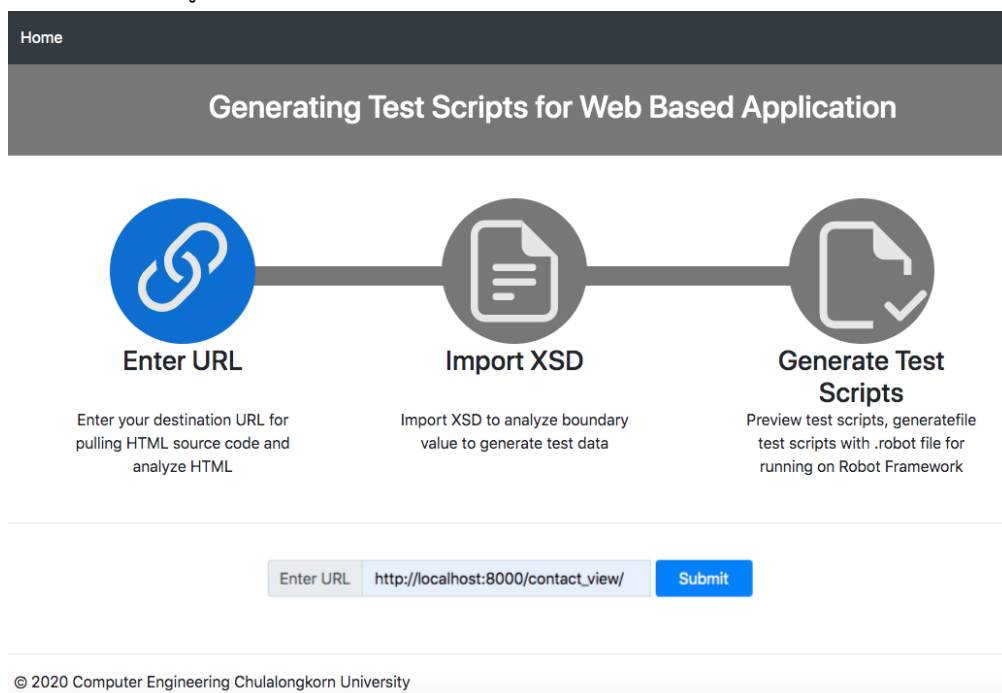 Home
Generating Test Scripts for Web Based Application
Enter URL
Enter your destination URL for
pulling HTML source code and
analyze HTML
Import XSD
Import XSD to analyze boundary
value to generate test data
Generate Test
Scripts
Preview test scripts, generatefile
test scripts with .robot file for
running on Robot Framework
Enter URL http://localhost:8000/contact_view/ Submit
© 2020 Computer Engineering Chulalongkorn University